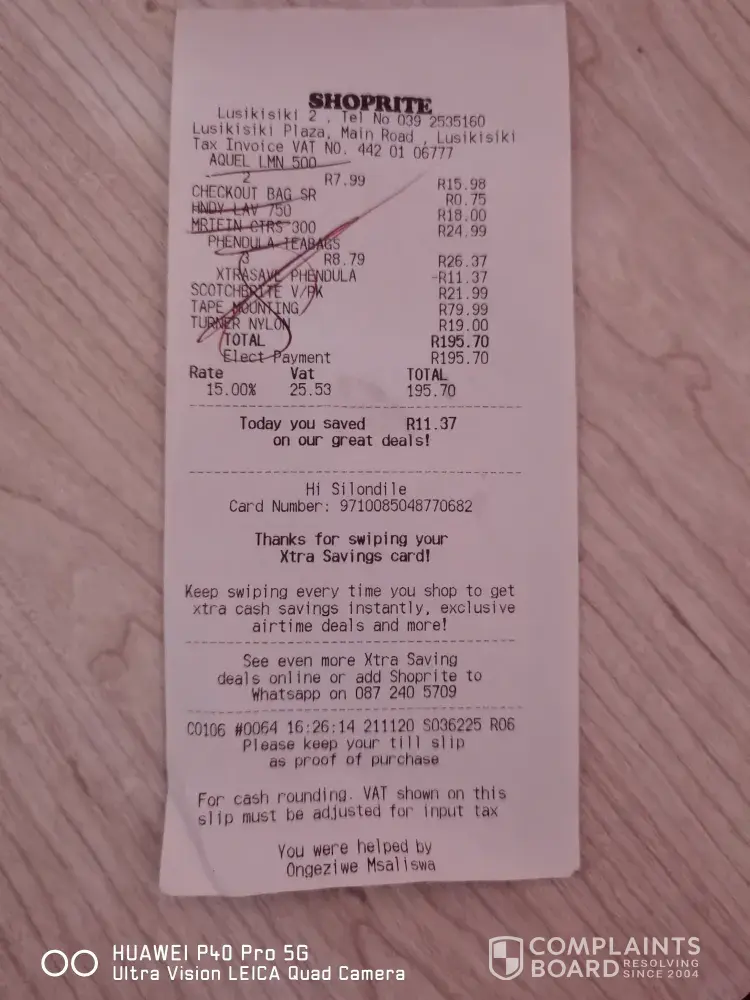 SHOPRITE
Lusikisiki 2 , Tel No 039 2535160
Lusikisiki Plaza, Main Road , Lusikisiki
Tax Invoice VAT NO. 442 01 06777
AQUEL LMN 500
2 R7.99 R15.98
CHECKOUT BAG SR R0.75
HNDY LAV 750 R18.00
MRTEIN CTRS 300 R24.99
PHENDULA TEABAGS
3 R8.79 R26.37
XTRASAVE PHENDULA -R11.37
SCOTCHBRITE V/PK R21.99
TAPE MOUNTING R79.99
TURNER NYLON R19.00
TOTAL R195.70
Elect Payment R195.70
Rate Vat TOTAL
15.00% 25.53 195.70
Today you saved R11.37
on our great deals!
Hi Silondile
Card Number: 9710085048770682
Thanks for swiping your
Xtra Savings card!
Keep swiping every time you shop to get
xtra cash savings instantly, exclusive
airtime deals and more!
See even more Xtra Saving
deals online or add Shoprite to
Whatsapp on 087 240 5709
C0106 #0064 16:26:14 211120 S036225 R06
Please keep your till slip
as proof of purchase
For cash rounding. VAT shown on this
slip must be adjusted for input tax
You were helped by
Ongeziwe Msaliswa
HUAWEI P40 Pro 5G
Ultra Vision LEICA Quad Camera
COMPLAINTS
BOARD RESOLVING
SINCE 2004